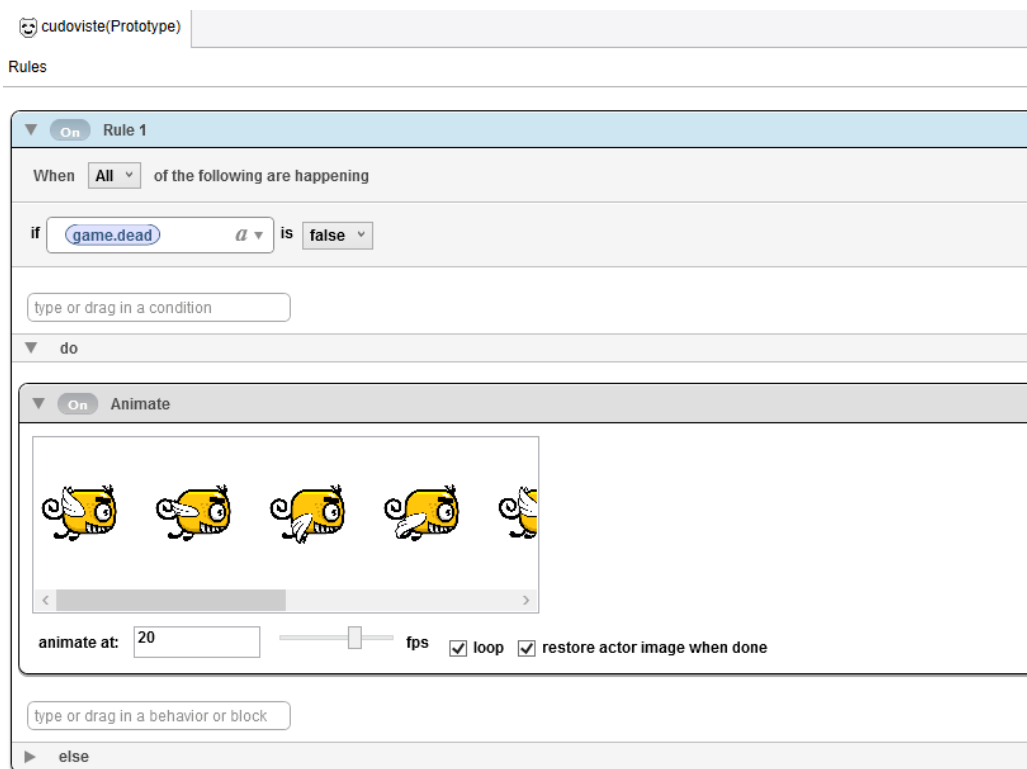 cudoviste(Prototype)
Rules
On Rule 1
When All of the following are happening
if game.dead a is false
type or drag in a condition
do
On Animate
animate at: 20 fps loop restore actor image when done
type or drag in a behavior or block
else